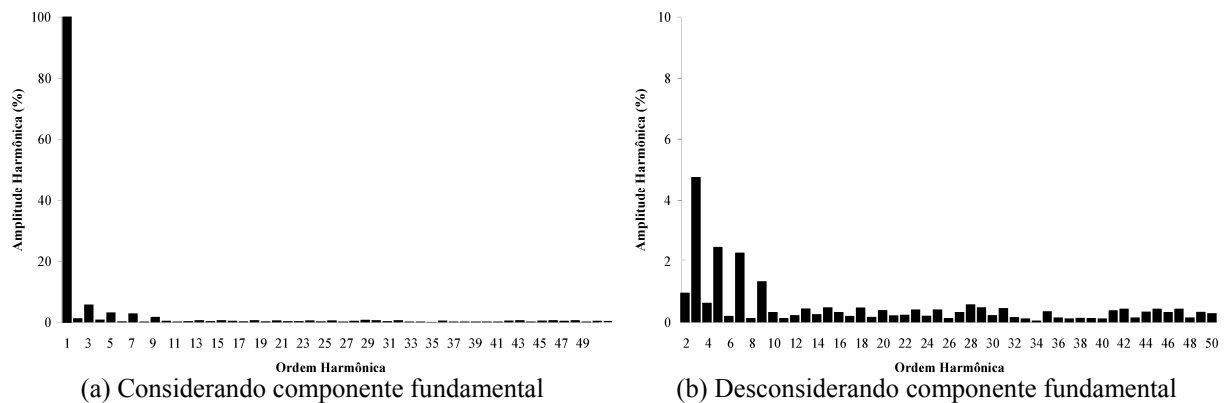 100
80
60
40
20
0
Amplitude Harmônica (%)
1 3 5 7 9 11 13 15 17 19 21 23 25 27 29 31 33 35 37 39 41 43 45 47 49
Ordem Harmônica
(a) Considerando componente fundamental
10
8
6
4
2
0
Amplitude Harmônica (%)
2 4 6 8 10 12 14 16 18 20 22 24 26 28 30 32 34 36 38 40 42 44 46 48 50
Ordem Harmônica
(b) Desconsiderando componente fundamental